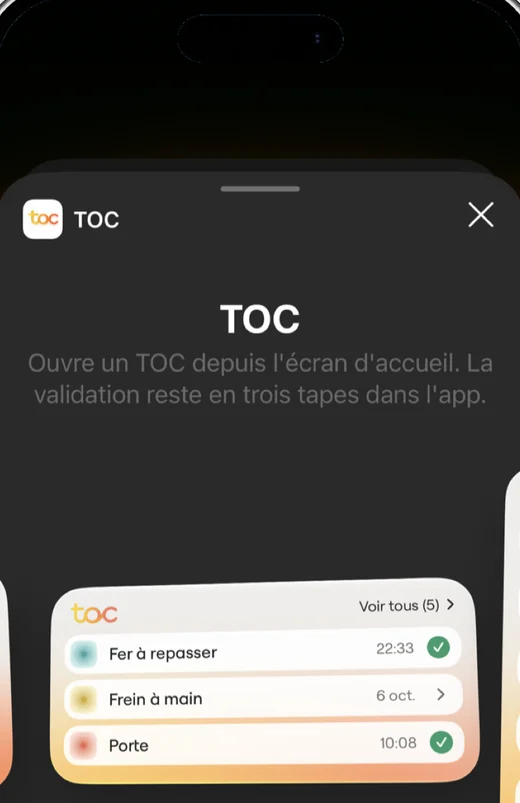 toc TOC
TOC
Ouvre un TOC depuis l'écran d'accueil. La
validation reste en trois tapes dans l'app.
toc Voir tous (5)
Fer à repasser 22:33
Frein à main 6 oct.
Porte 10:08